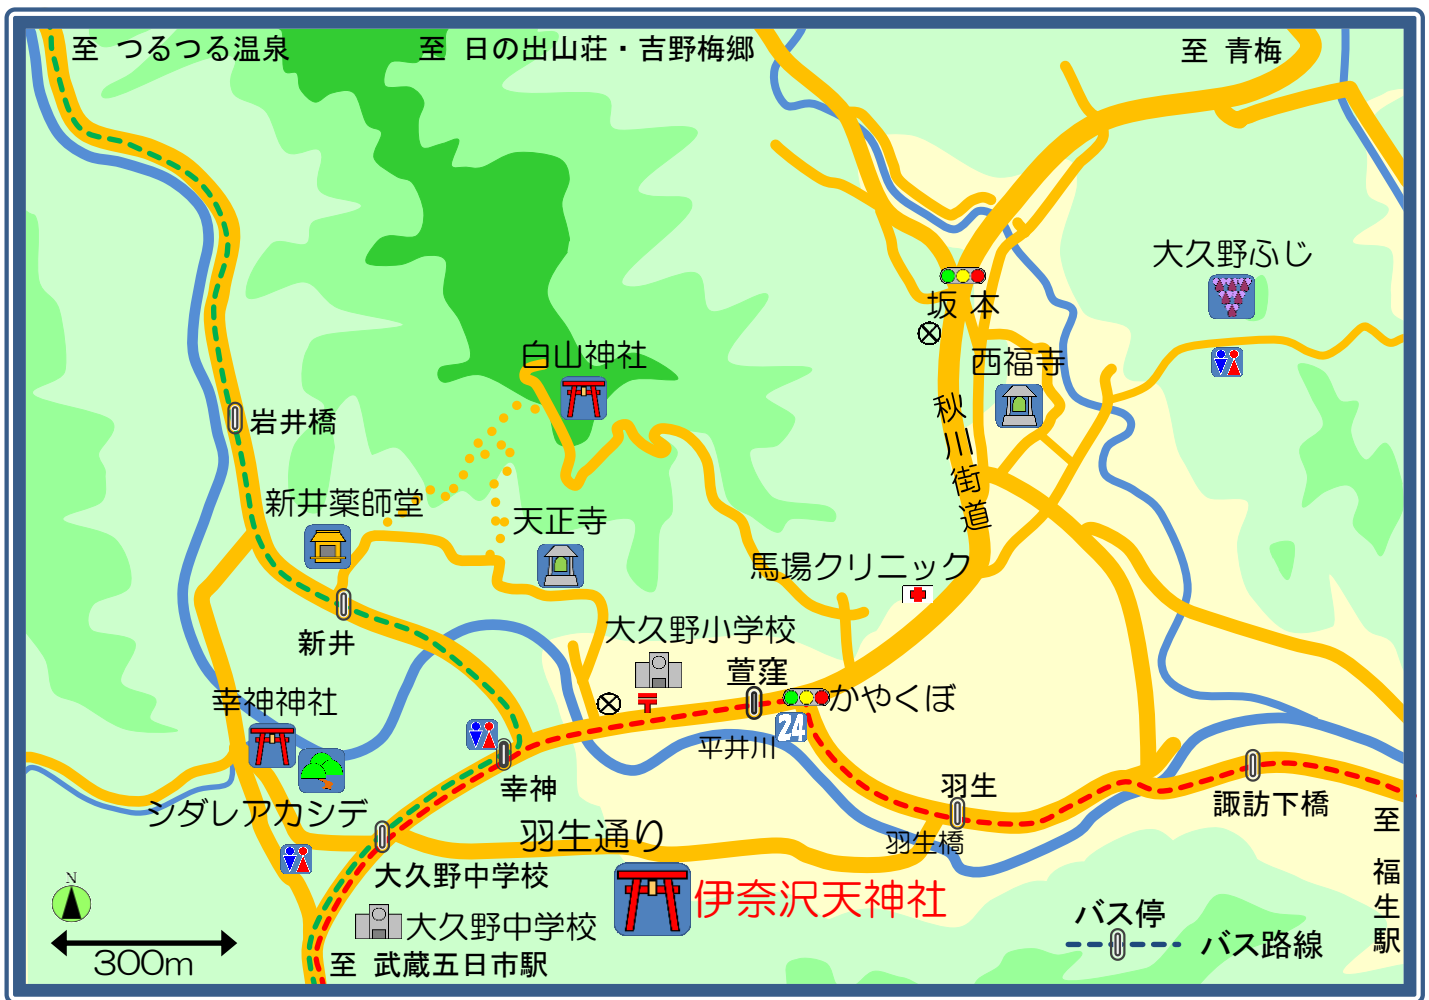 至 つるつる温泉
至 日の出山荘・吉野梅郷
至 青梅
大久野ふじ
坂本
白山神社
西福寺
秋川街道
岩井橋
新井薬師堂
天正寺
馬場クリニック
大久野小学校
新井
萱窪
幸神神社
かやくぼ
24
平井川
幸神
羽生
シダレアカシデ
諏訪下橋
羽生通り
羽生橋
至 福生駅
大久野中学校
伊奈沢天神社
N
大久野中学校
バス停
300m
至 武蔵五日市駅
バス路線